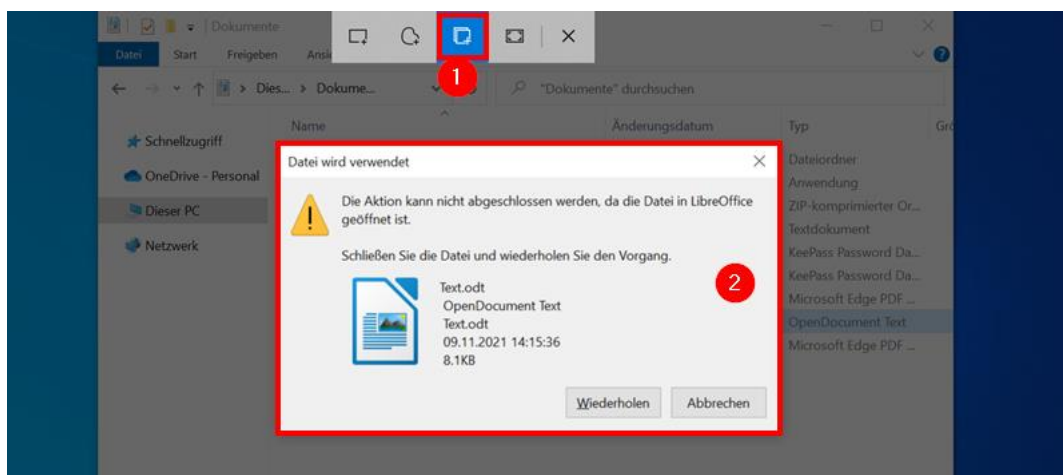 Dokumente
Datei Start Freigeben
Dies... > Dokume...
"Dokumente" durchsuchen
1
Name Änderungsdatum Typ
Schnellzugriff
OneDrive - Personal
Dieser PC
Netzwerk
Datei wird verwendet
Die Aktion kann nicht abgeschlossen werden, da die Datei in LibreOffice
geöffnet ist.
Schließen Sie die Datei und wiederholen Sie den Vorgang.
Text.odt
OpenDocument Text
Text.odt
09.11.2021 14:15:36
8.1KB
2
Wiederholen Abbrechen
Dateiordner
Anwendung
ZIP-komprimierter Or...
Textdokument
KeePass Password Da...
KeePass Password Da...
Microsoft Edge PDF ...
OpenDocument Text
Microsoft Edge PDF ...